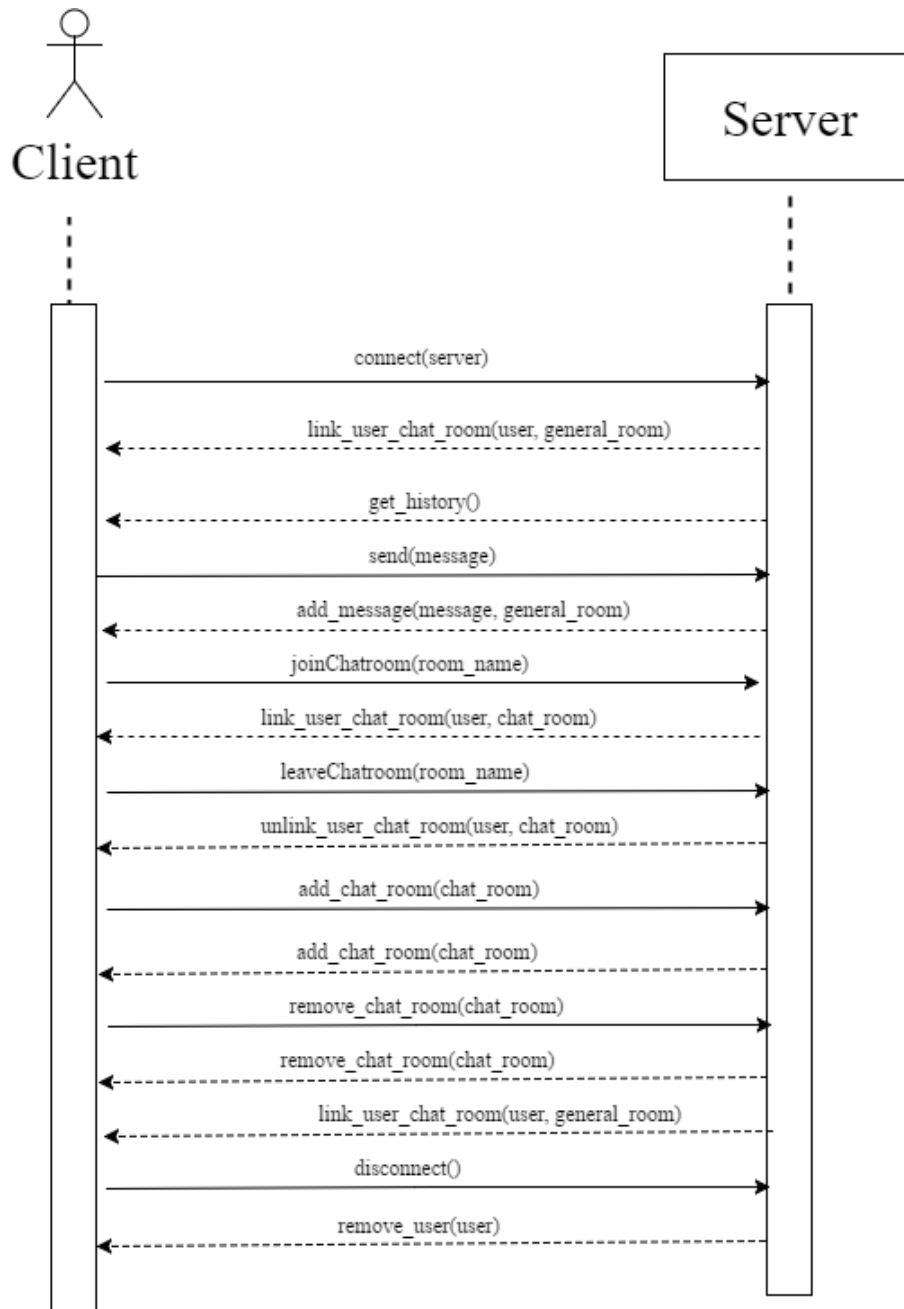 Client
Server
connect(server)
link_user_chat_room(user, general_room)
get_history()
send(message)
add_message(message, general_room)
joinChatroom(room_name)
link_user_chat_room(user, chat_room)
leaveChatroom(room_name)
unlink_user_chat_room(user, chat_room)
add_chat_room(chat_room)
add_chat_room(chat_room)
remove_chat_room(chat_room)
remove_chat_room(chat_room)
link_user_chat_room(user, general_room)
disconnect()
remove_user(user)